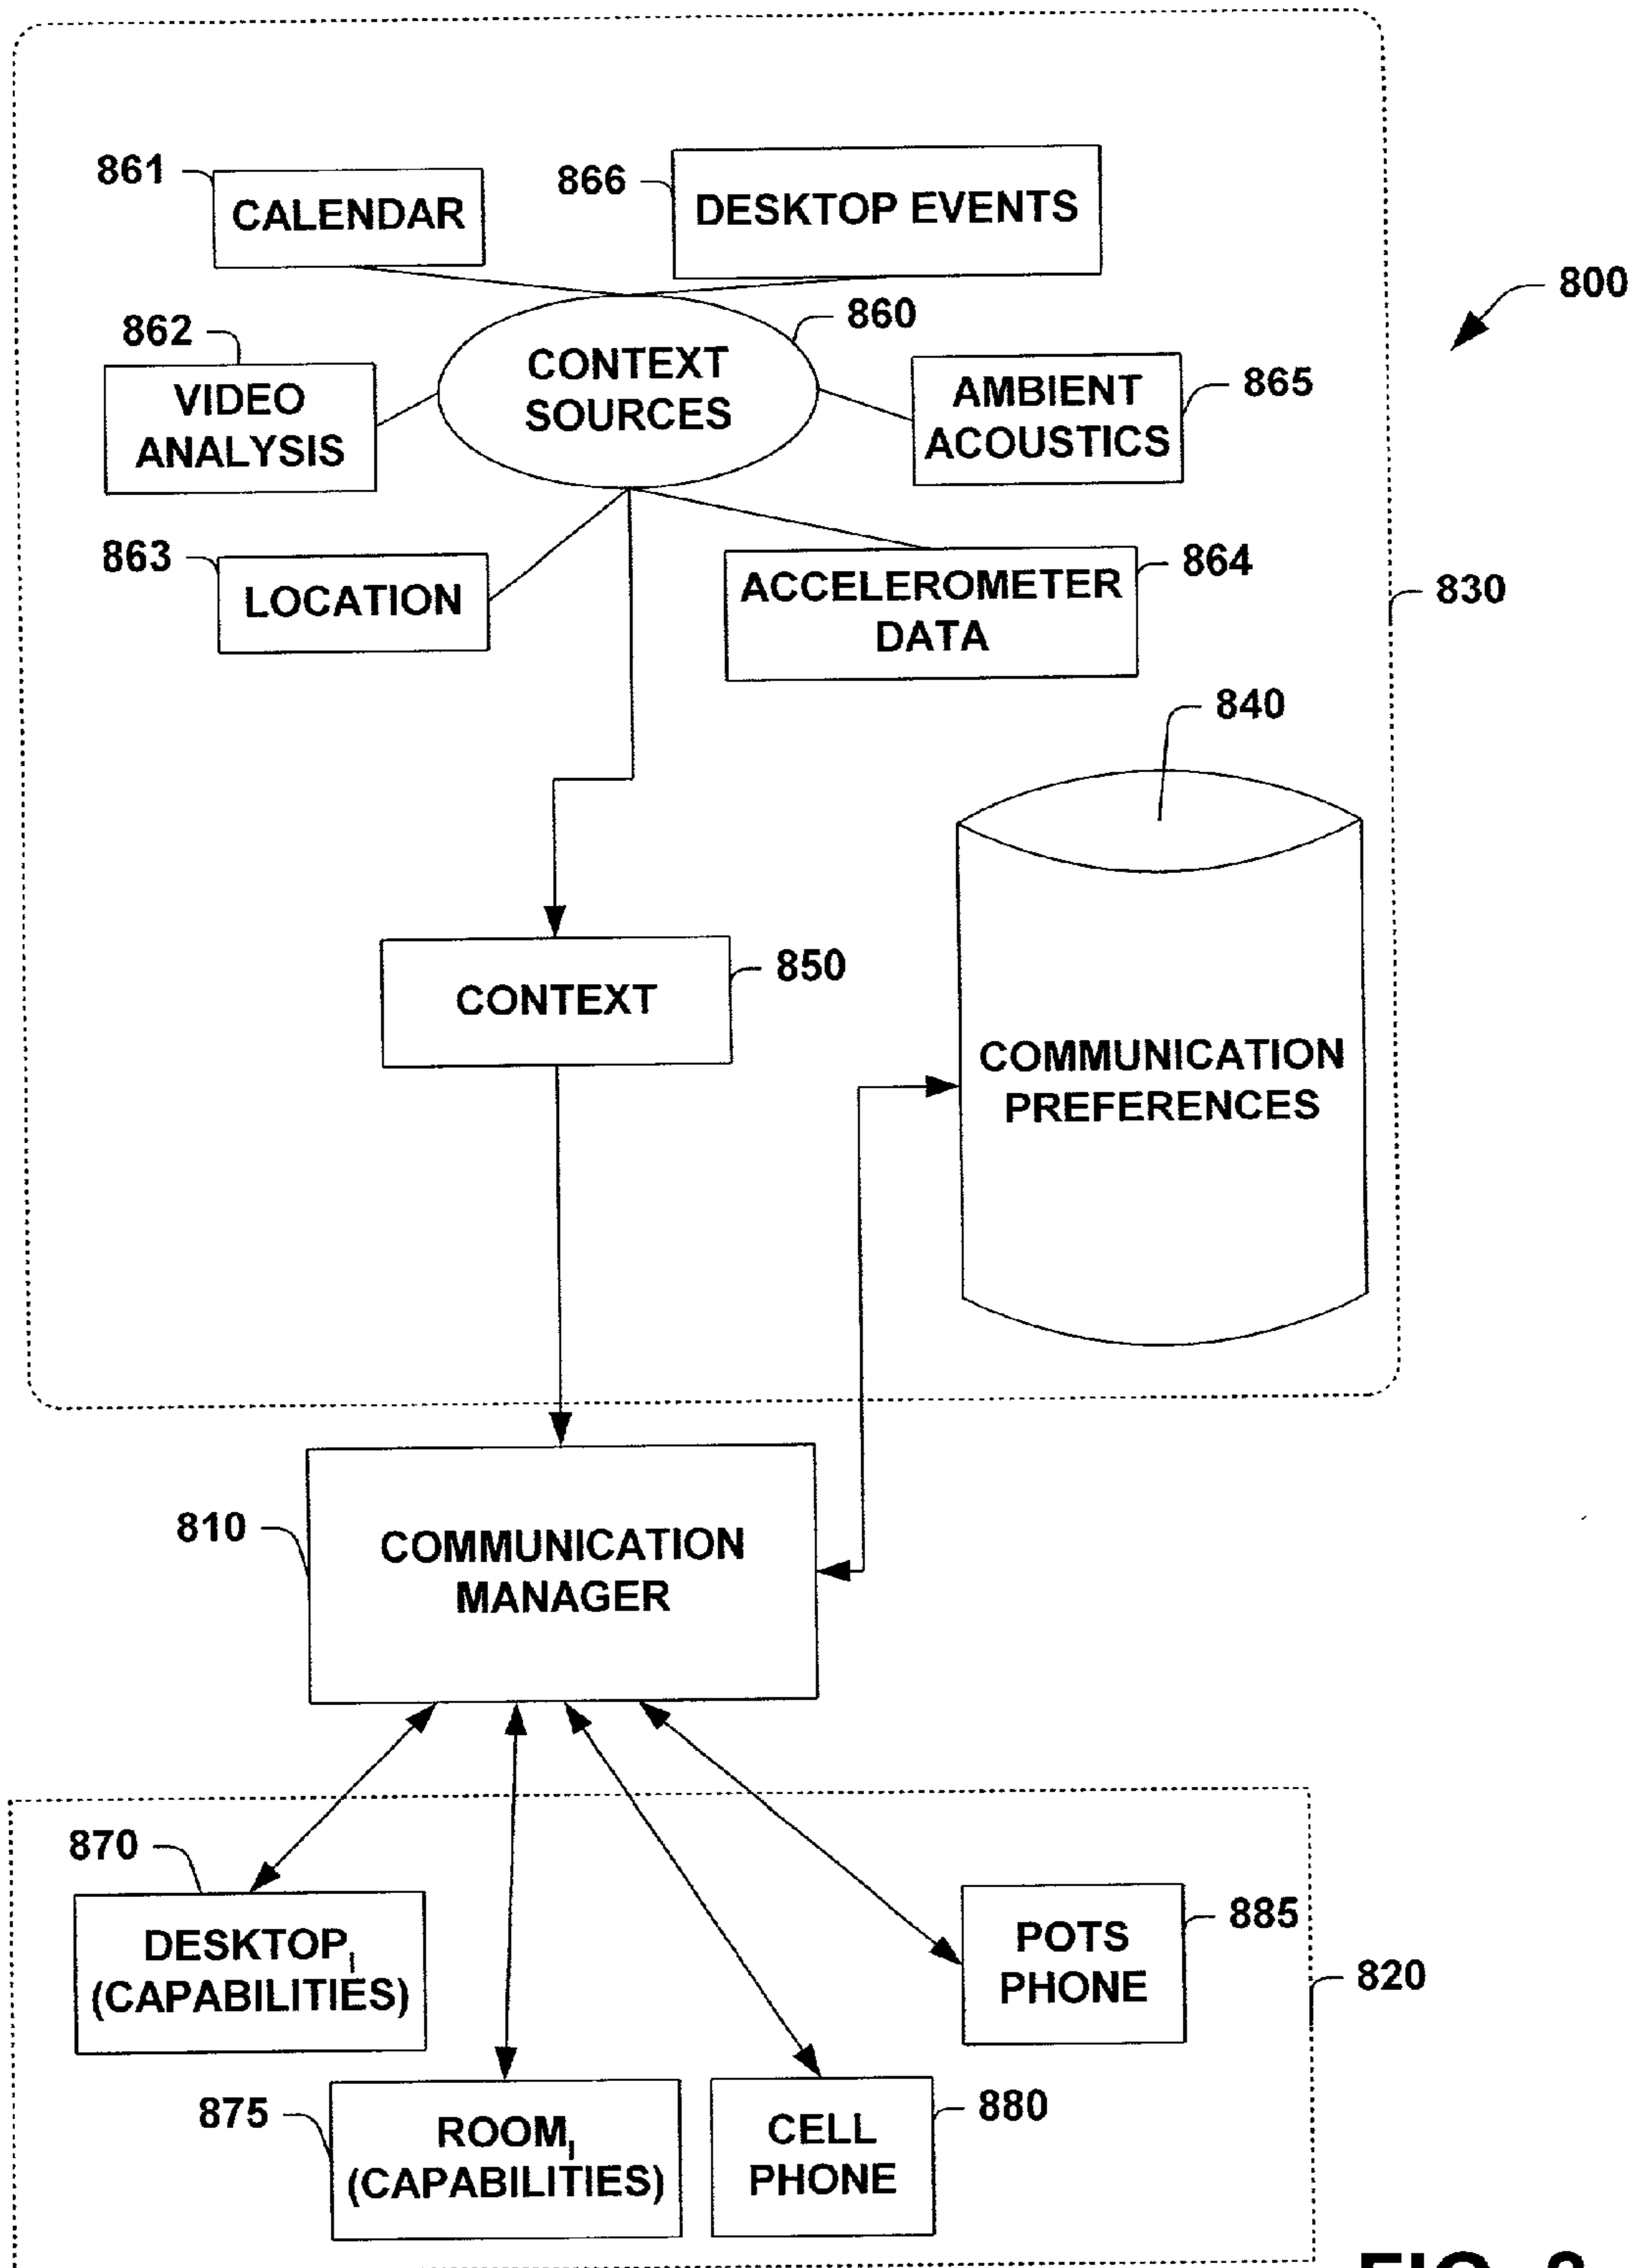 861
CALENDAR
866
DESKTOP EVENTS
800
862
VIDEO
ANALYSIS
CONTEXT
SOURCES
860
AMBIENT
ACOUSTICS
865
863
LOCATION
ACCELEROMETER
DATA
864
830
840
CONTEXT
850
COMMUNICATION
PREFERENCES
810
COMMUNICATION
MANAGER
870
DESKTOPI
(CAPABILITIES)
POTS
PHONE
885
820
875
ROOMI
(CAPABILITIES)
CELL
PHONE
880